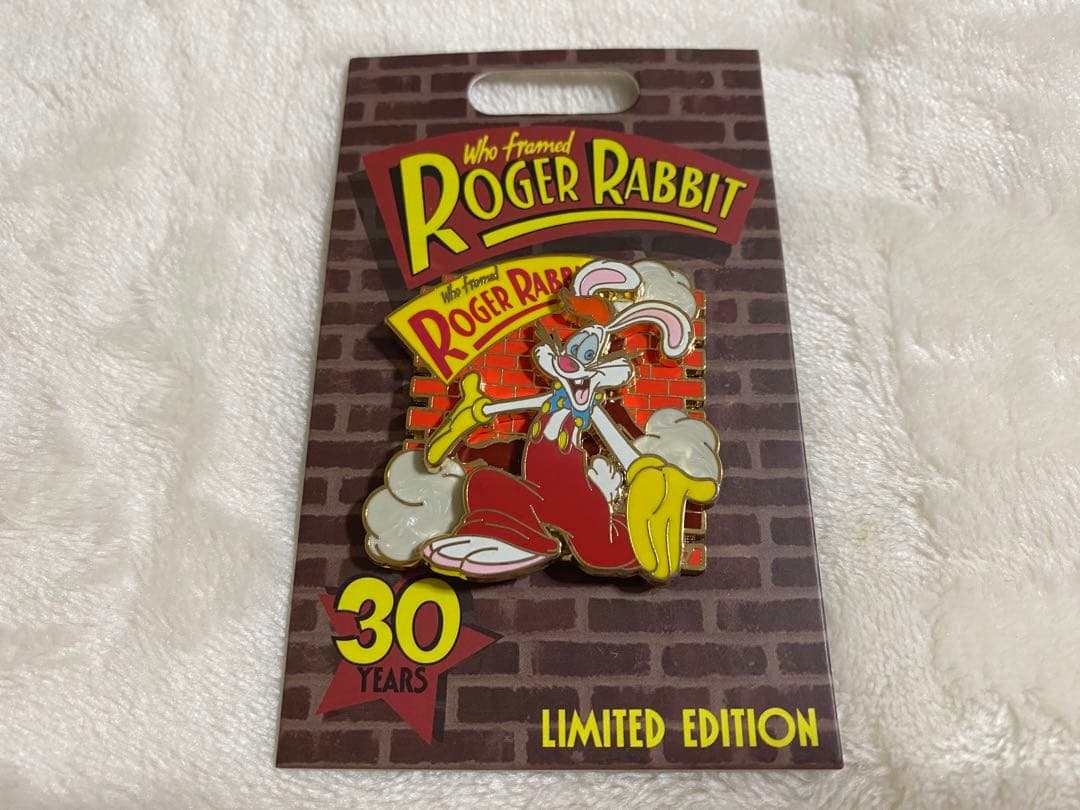 Who framed
ROGER RABBIT
Who framed
ROGER RABB
30
YEARS
LIMITED EDITION